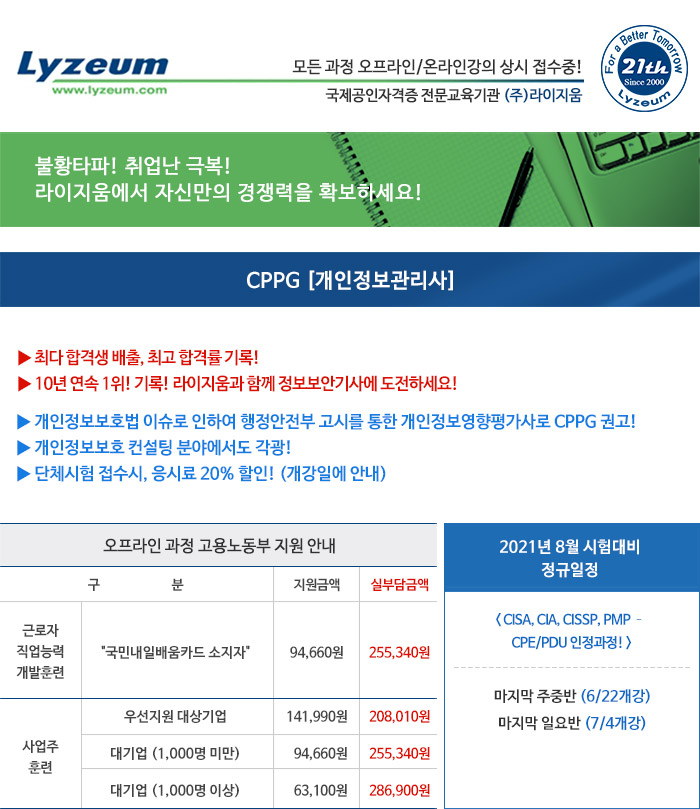 Lyzeum
www.lyzeum.com
모든 과정 오프라인/온라인강의 상시 접수중!
국제공인자격증 전문교육기관 (주)라이지움
For a Better Tomorrow
21th
Since 2000
Lyzeum
불황타파! 취업난 극복!
라이지움에서 자신만의 경쟁력을 확보하세요!
CPPG [개인정보관리사]
▶ 최다 합격생 배출, 최고 합격률 기록!
▶ 10년 연속 1위! 기록! 라이지움과 함께 정보보안기사에 도전하세요!
▶ 개인정보보호법 이슈로 인하여 행정안전부 고시를 통한 개인정보영향평가사로 CPPG 권고!
▶ 개인정보보호 컨설팅 분야에서도 각광!
▶ 단체시험 접수시, 응시료 20% 할인! (개강일에 안내)
오프라인 과정 고용노동부 지원 안내
구 분 지원금액 실부담금액
근로자
직업능력
개발훈련
"국민내일배움카드 소지자" 94,660원 255,340원
사업주
훈련
우선지원 대상기업 141,990원 208,010원
대기업 (1,000명 미만) 94,660원 255,340원
대기업 (1,000명 이상) 63,100원 286,900원
2021년 8월 시험대비
정규일정
< CISA, CIA, CISSP, PMP -
CPE/PDU 인정과정! >
마지막 주중반 (6/22개강)
마지막 일요반 (7/4개강)